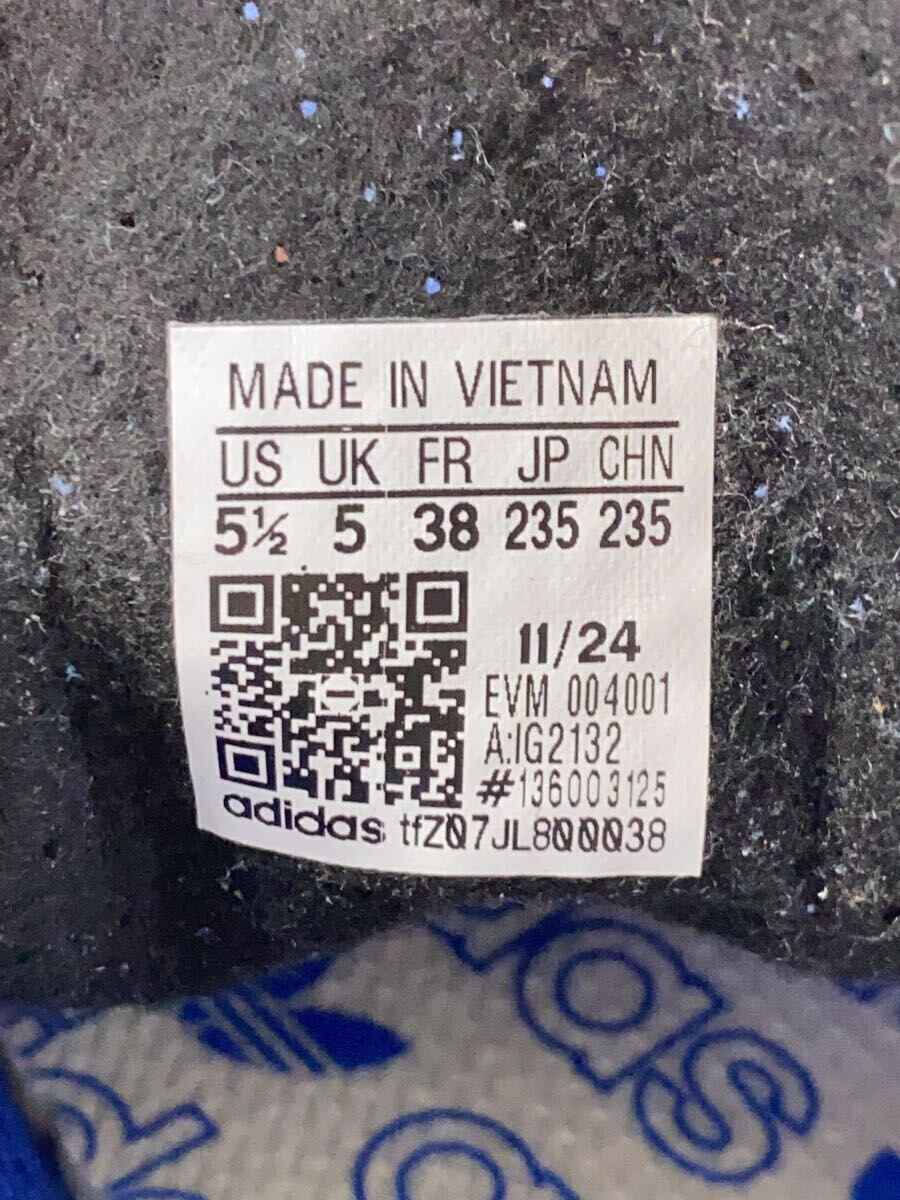 MADE IN VIETNAM
US UK FR JP CHN
5½ 5 38 235 235
11/24
EVM 004001
A:IG2132
#136003125
adidas tfZ07JL800038
as